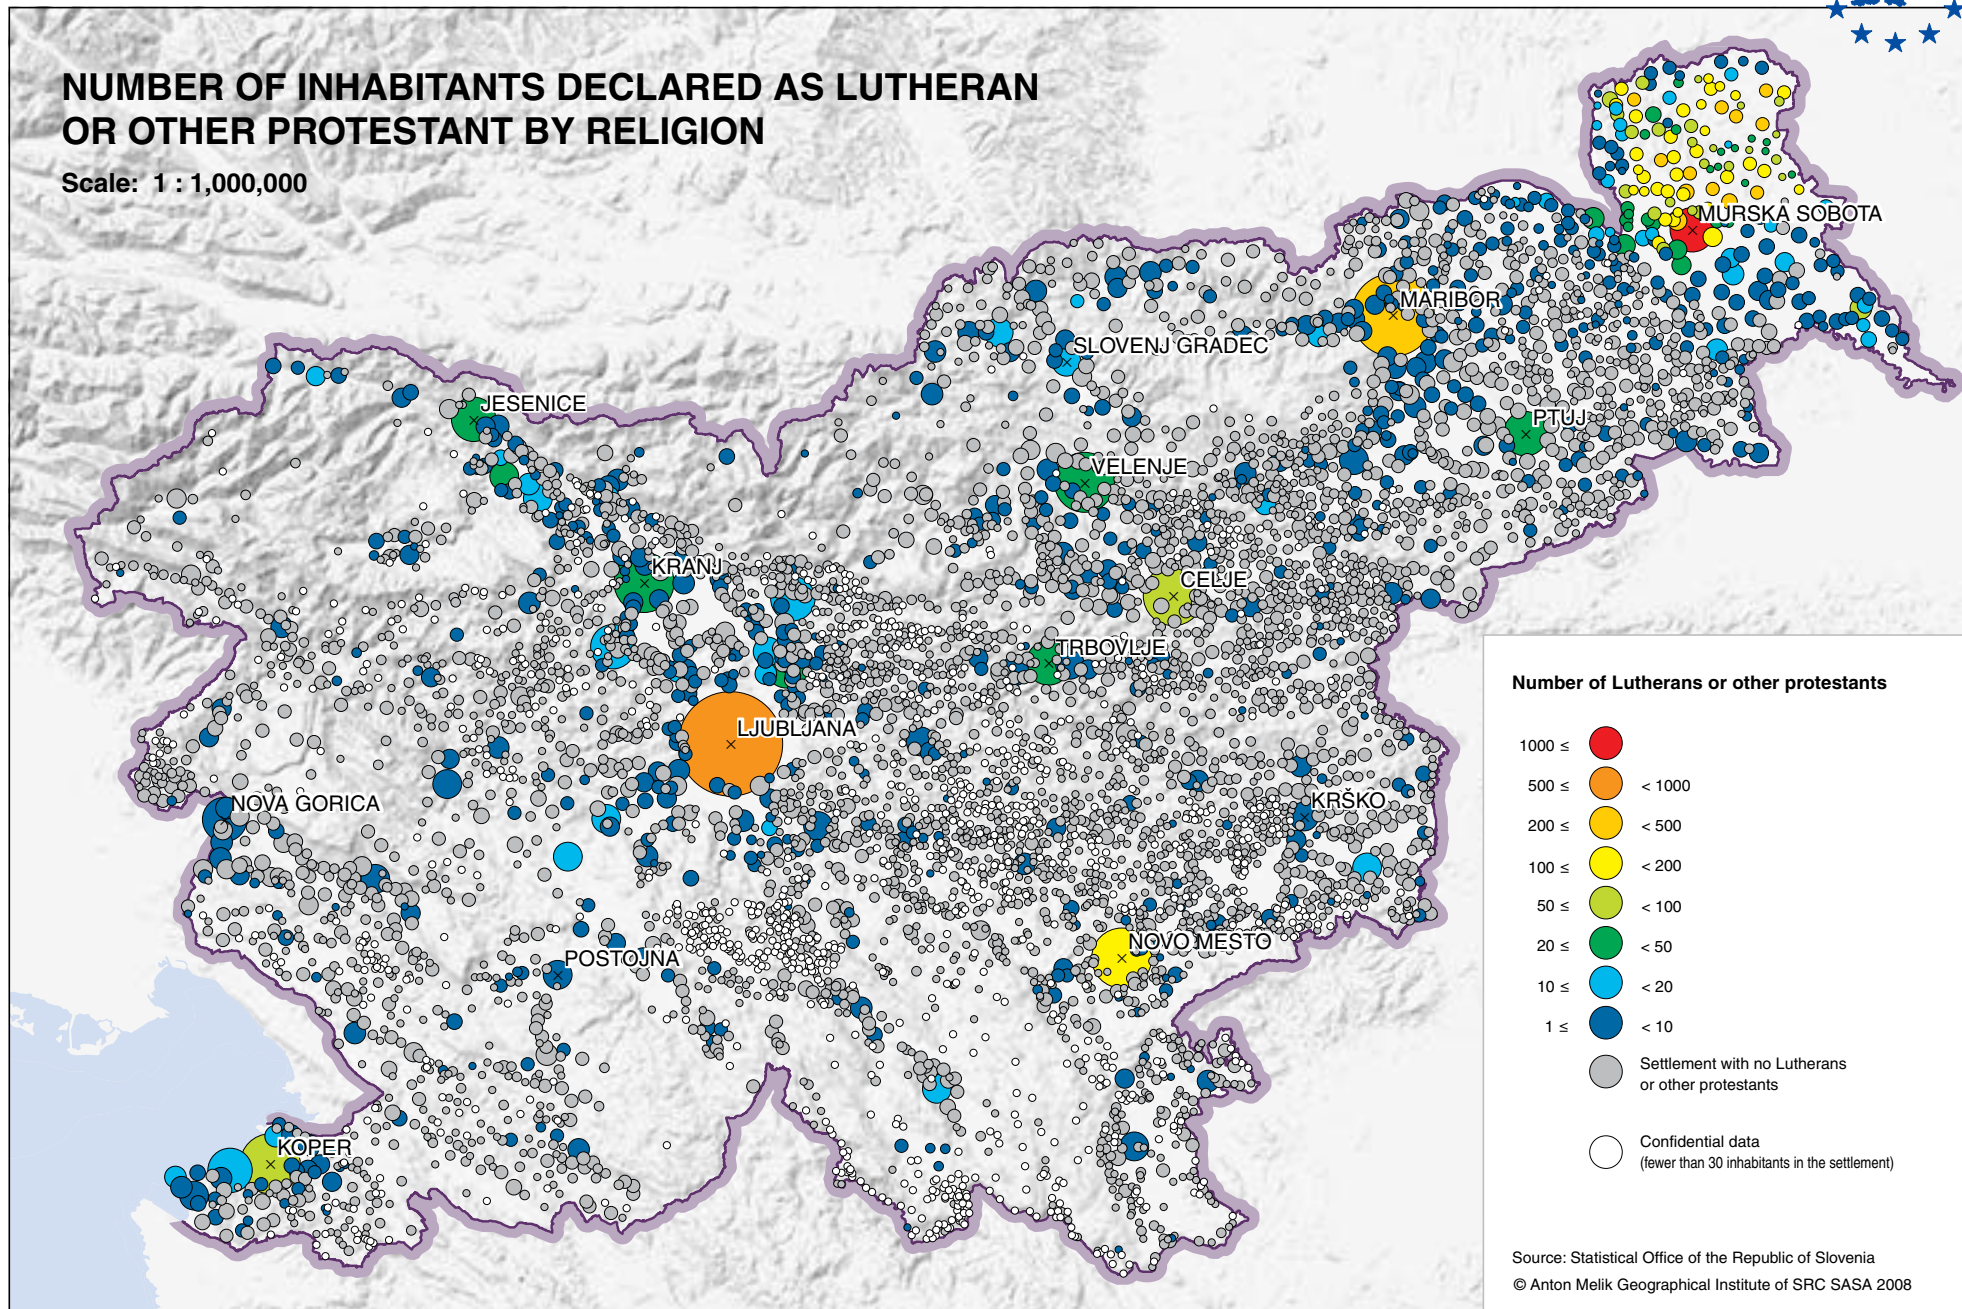 NUMBER OF INHABITANTS DECLARED AS LUTHERAN
OR OTHER PROTESTANT BY RELIGION
Scale: 1 : 1,000,000
MURSKA SOBOTA
MARIBOR
SLOVENJ GRADEC
JESENICE
PTUJ
VELENJE
KRANJ
CELJE
TRBOVLJE
LJUBLJANA
NOVA GORICA
KRŠKO
NOVO MESTO
POSTOJNA
KOPER
Number of Lutherans or other protestants
1000 ≤
500 ≤ < 1000
200 ≤ < 500
100 ≤ < 200
50 ≤ < 100
20 ≤ < 50
10 ≤ < 20
1 ≤ < 10
Settlement with no Lutherans
or other protestants
Confidential data
(fewer than 30 inhabitants in the settlement)
Source: Statistical Office of the Republic of Slovenia
© Anton Melik Geographical Institute of SRC SASA 2008